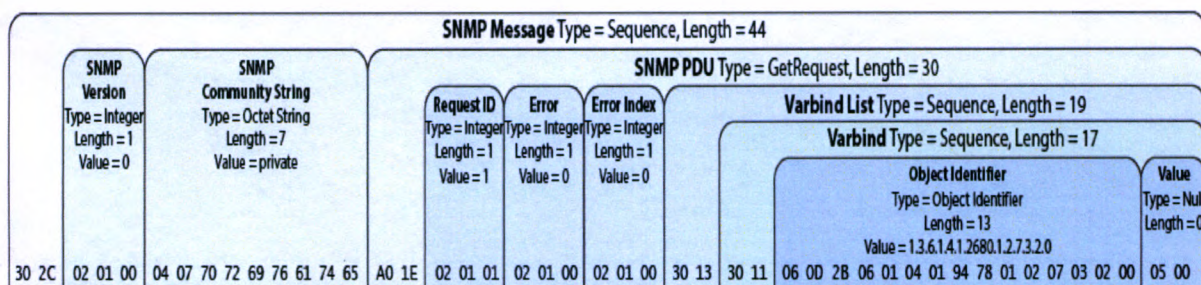 SNMP Message Type = Sequence, Length = 44
SNMP
Version
Type = Integer
Length = 1
Value = 0
SNMP
Community String
Type = Octet String
Length = 7
Value = private
SNMP PDU Type = GetRequest, Length = 30
Request ID
Type = Integer
Length = 1
Value = 1
Error
Type = Integer
Length = 1
Value = 0
Error Index
Type = Integer
Length = 1
Value = 0
Varbind List Type = Sequence, Length = 19
Varbind Type = Sequence, Length = 17
Object Identifier
Type = Object Identifier
Length = 13
Value = 1.3.6.1.4.1.2680.1.2.7.3.2.0
Value
Type = Nul
Length = 0
30 2C 02 01 00 04 07 70 72 69 76 61 74 65 A0 1E 02 01 01 02 01 00 02 01 00 30 13 30 11 06 0D 2B 06 01 04 01 94 78 01 02 07 03 02 00 05 00